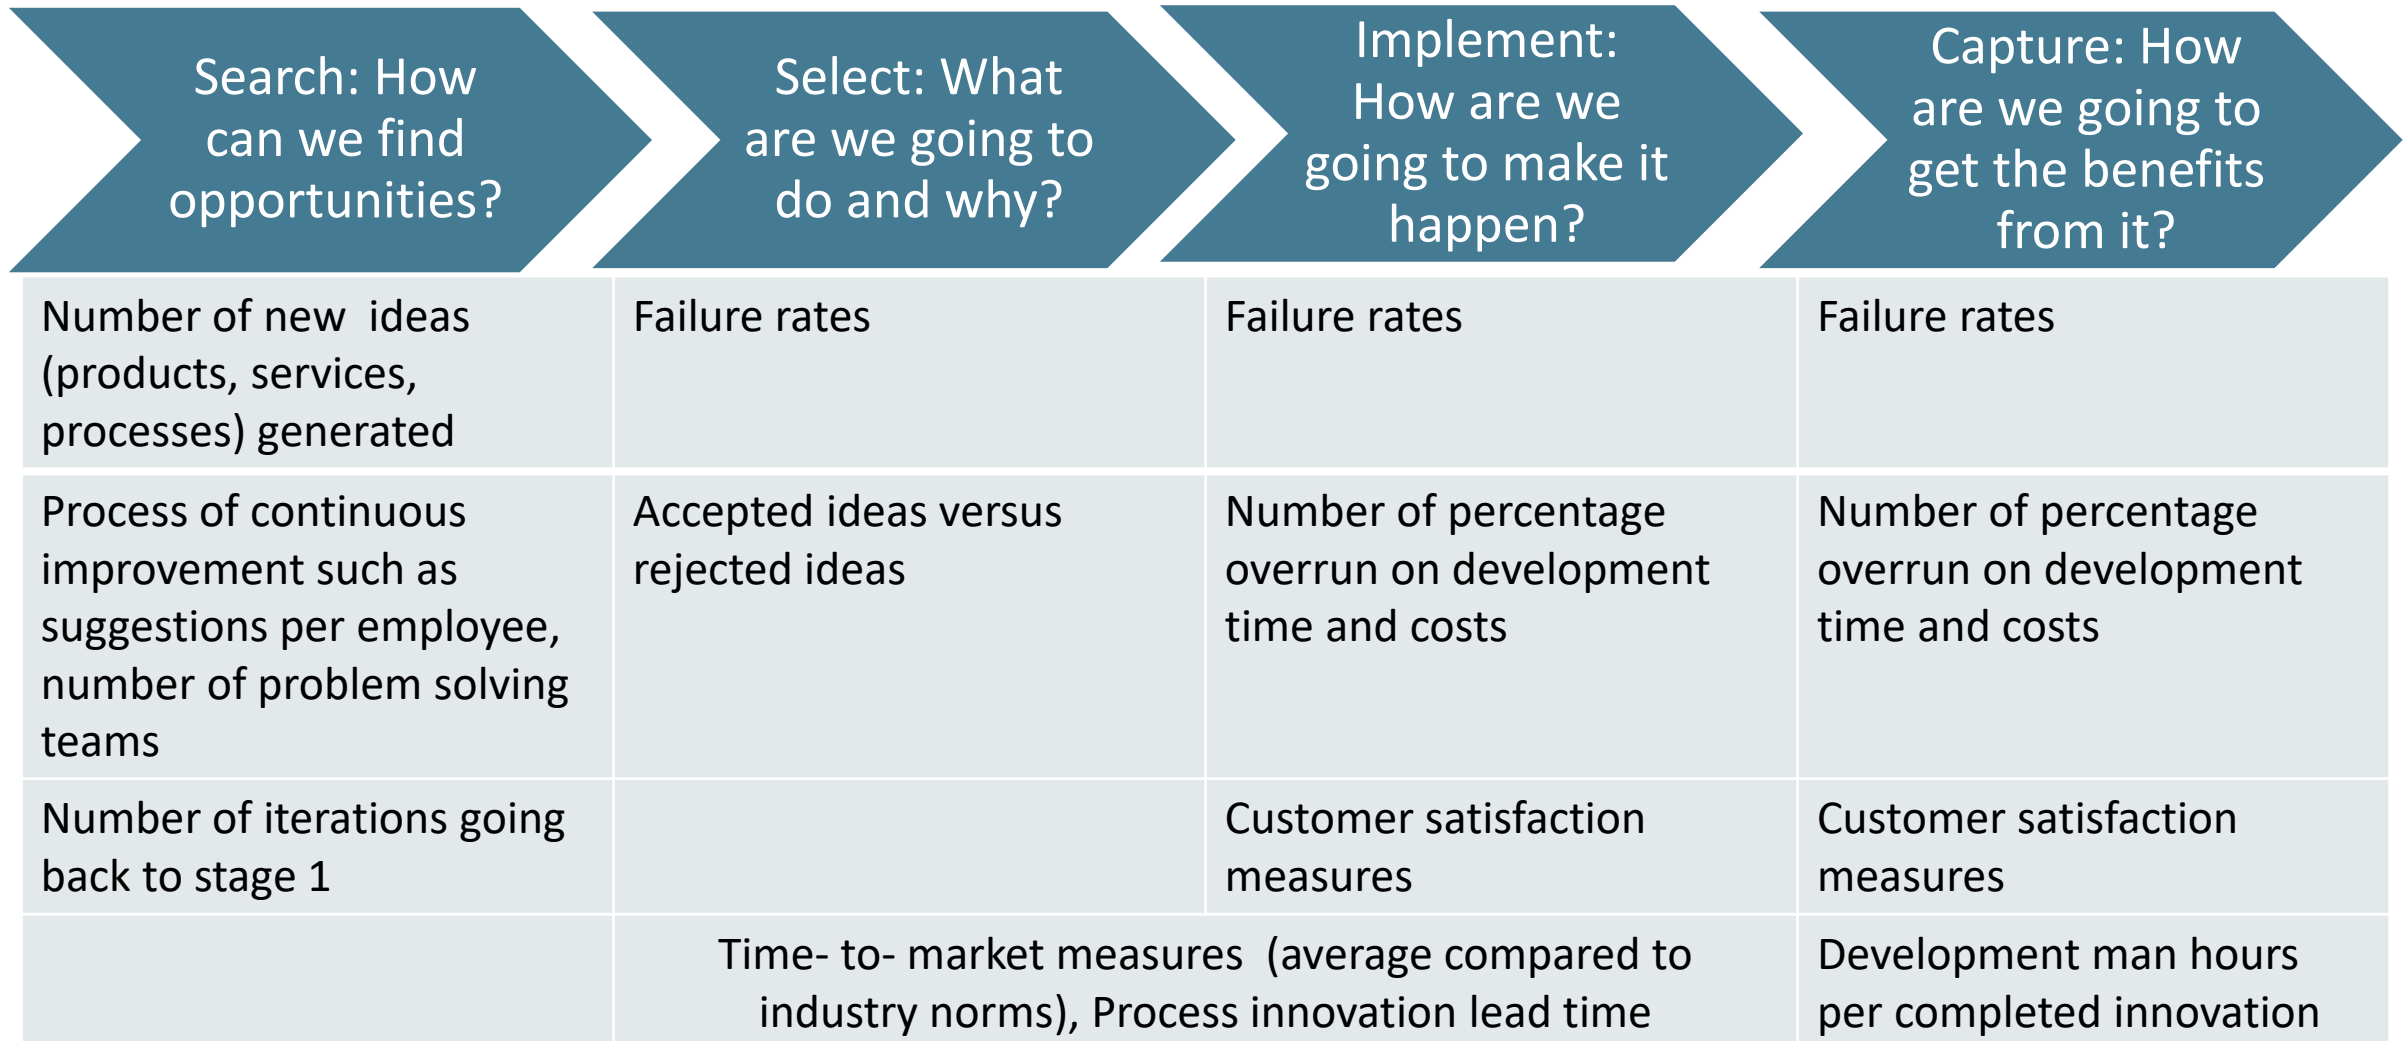 Search: How
can we find
opportunities?
Select: What
are we going to
do and why?
Implement:
How are we
going to make it
happen?
Capture: How
are we going to
get the benefits
from it?
Number of new  ideas
(products, services,
processes) generated
Failure rates
Failure rates
Failure rates
Process of continuous
improvement such as
suggestions per employee,
number of problem solving
teams
Accepted ideas versus
rejected ideas
Number of percentage
overrun on development
time and costs
Number of percentage
overrun on development
time and costs
Number of iterations going
back to stage 1
Customer satisfaction
measures
Customer satisfaction
measures
Time- to- market measures  (average compared to
industry norms), Process innovation lead time
Development man hours
per completed innovation